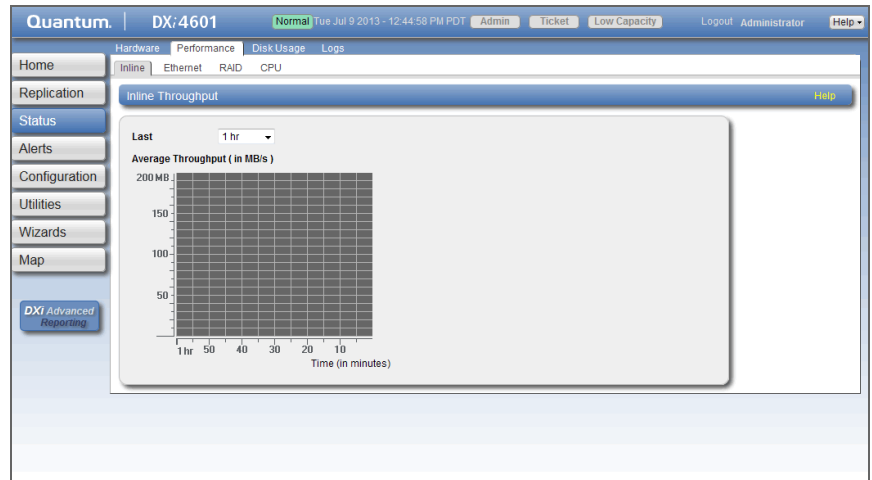 Quantum. DXi4601 Normal Tue Jul 9 2013 - 12:44:58 PM PDT Admin Ticket Low Capacity Logout Administrator Help
Hardware Performance Disk Usage Logs
Inline Ethernet RAID CPU
Home
Replication
Status
Alerts
Configuration
Utilities
Wizards
Map
DXi Advanced
Reporting
Inline Throughput Help
Last 1 hr
Average Throughput ( in MB/s )
200 MB
150
100
50
1 hr 50 40 30 20 10
Time (in minutes)